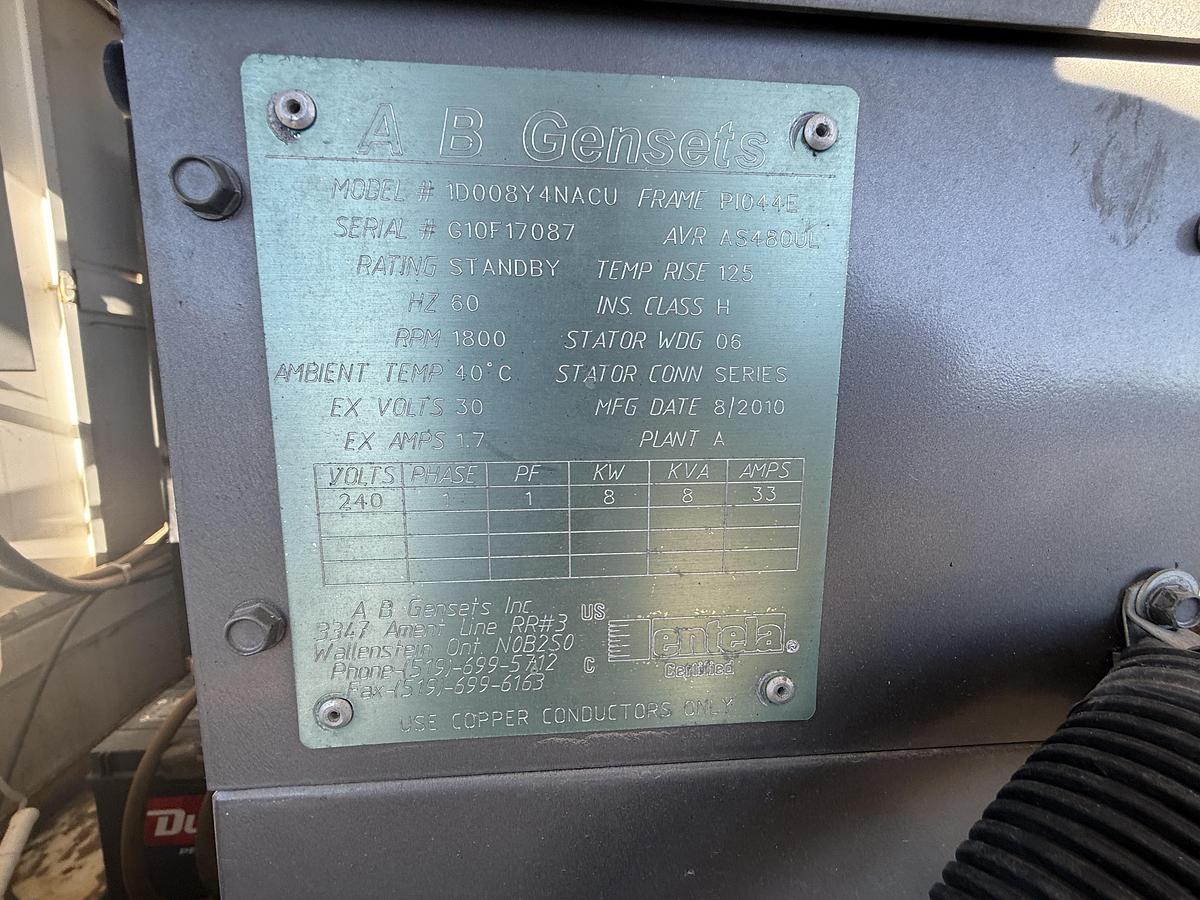 A B Gensets
MODEL # 1D008Y4NACU FRAME PI044E
SERIAL # G10F17087 AVR AS480UL
RATING STANDBY TEMP RISE 125
HZ 60 INS. CLASS H
RPM 1800 STATOR WDG 06
AMBIENT TEMP 40°C STATOR CONN SERIES
EX VOLTS 30 MFG DATE 8/2010
EX AMPS 1.7 PLANT A
VOLTS PHASE PF KW KVA AMPS
240 1 1 8 8 33
A B Gensets Inc
3347 Ament Line RR#3
Wallenstein Ont. N0B2S0
Phone-(519)-699-5712
Fax-(519)-699-6163
US
entela®
C
Certified
USE COPPER CONDUCTORS ONLY